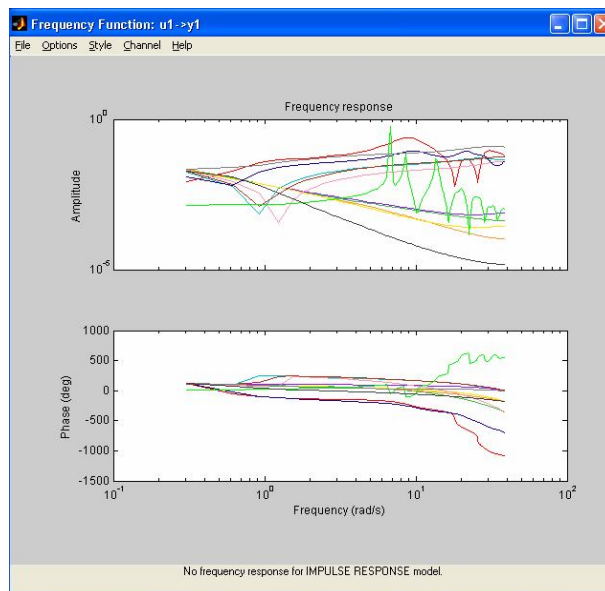 Frequency Function: u1->y1
File Options Style Channel Help
Frequency response
10^0
Amplitude
10^-5
1000
500
0
-500
-1000
-1500
Phase (deg)
10^-1 10^0 10^1 10^2
Frequency (rad/s)
No frequency response for IMPULSE RESPONSE model.